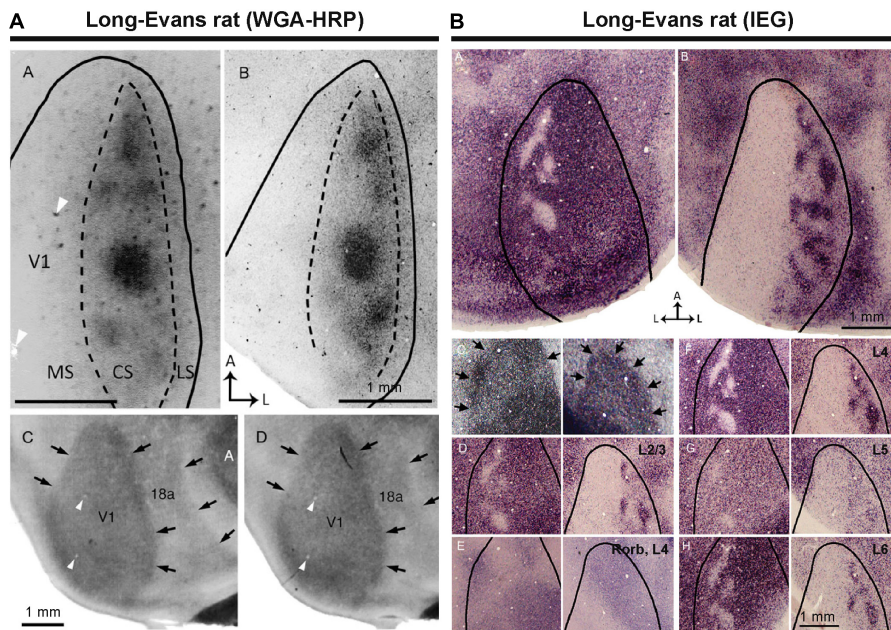 A Long-Evans rat (WGA-HRP)
A
V1
MS CS LS
B
A
L
1 mm
C
V1
18a
A
1 mm
D
V1
18a
B Long-Evans rat (IEG)
A
B
A
L L
1 mm
C
F
L4
D
L2/3
G
L5
E
Rorb, L4
H
L6
1 mm